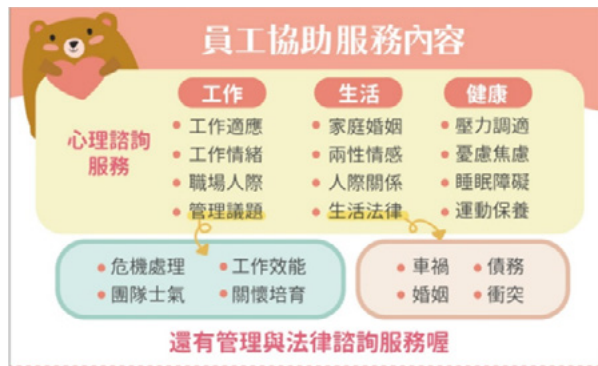 員工協助服務內容
工作 生活 健康
心理諮詢
服務
• 工作適應 • 家庭婚姻 • 壓力調適
• 工作情緒 • 兩性情感 • 憂慮焦慮
• 職場人際 • 人際關係 • 睡眠障礙
• 管理議題 • 生活法律 • 運動保養
• 危機處理 • 工作效能 • 車禍 • 債務
• 團隊士氣 • 關懷培育 • 婚姻 • 衝突
還有管理與法律諮詢服務喔